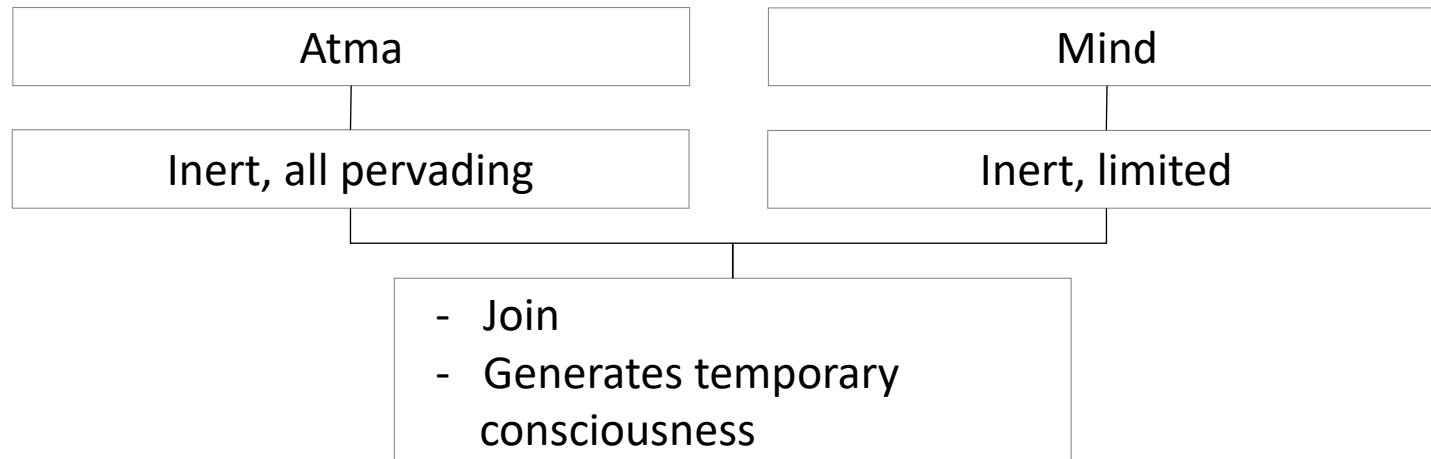 Atma
Mind
Inert, all pervading
Inert, limited
- Join
- Generates temporary
consciousness